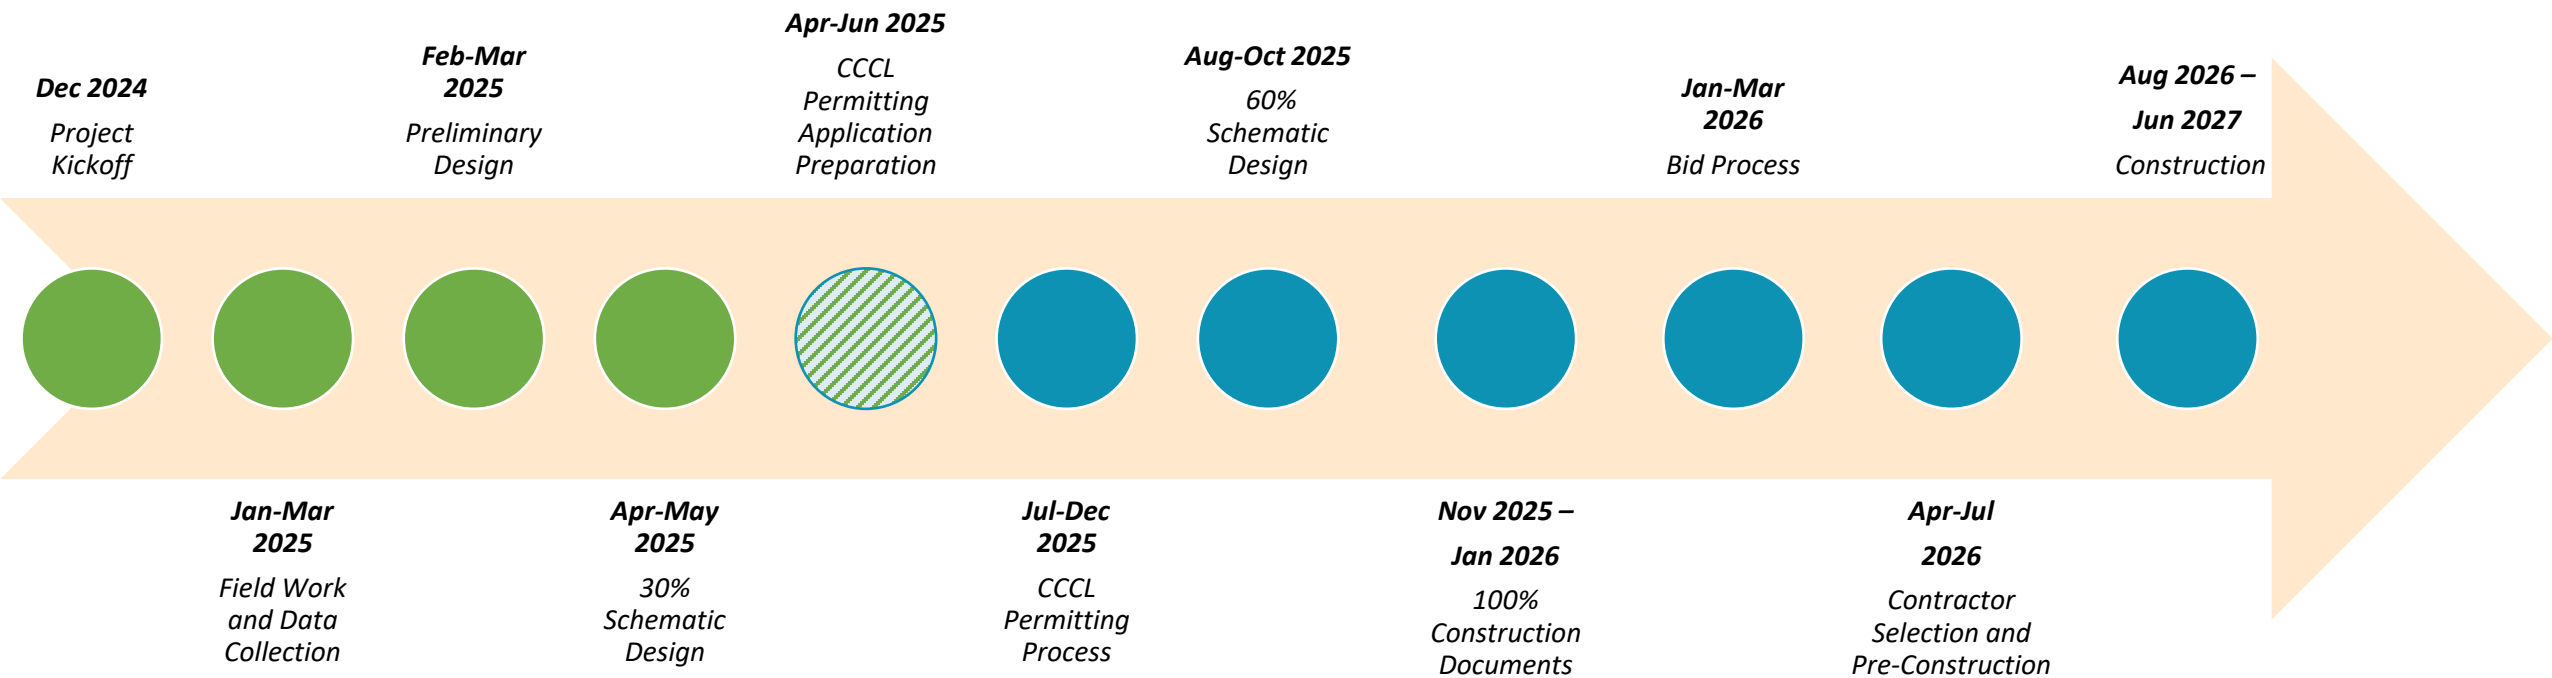 Dec 2024
Project
Kickoff
Jan-Mar
2025
Field Work
and Data
Collection
Feb-Mar
2025
Preliminary
Design
Apr-May
2025
30%
Schematic
Design
Apr-Jun 2025
CCCL
Permitting
Application
Preparation
Jul-Dec
2025
CCCL
Permitting
Process
Aug-Oct 2025
60%
Schematic
Design
Nov 2025 –
Jan 2026
100%
Construction
Documents
Jan-Mar
2026
Bid Process
Apr-Jul
2026
Contractor
Selection and
Pre-Construction
Aug 2026 –
Jun 2027
Construction